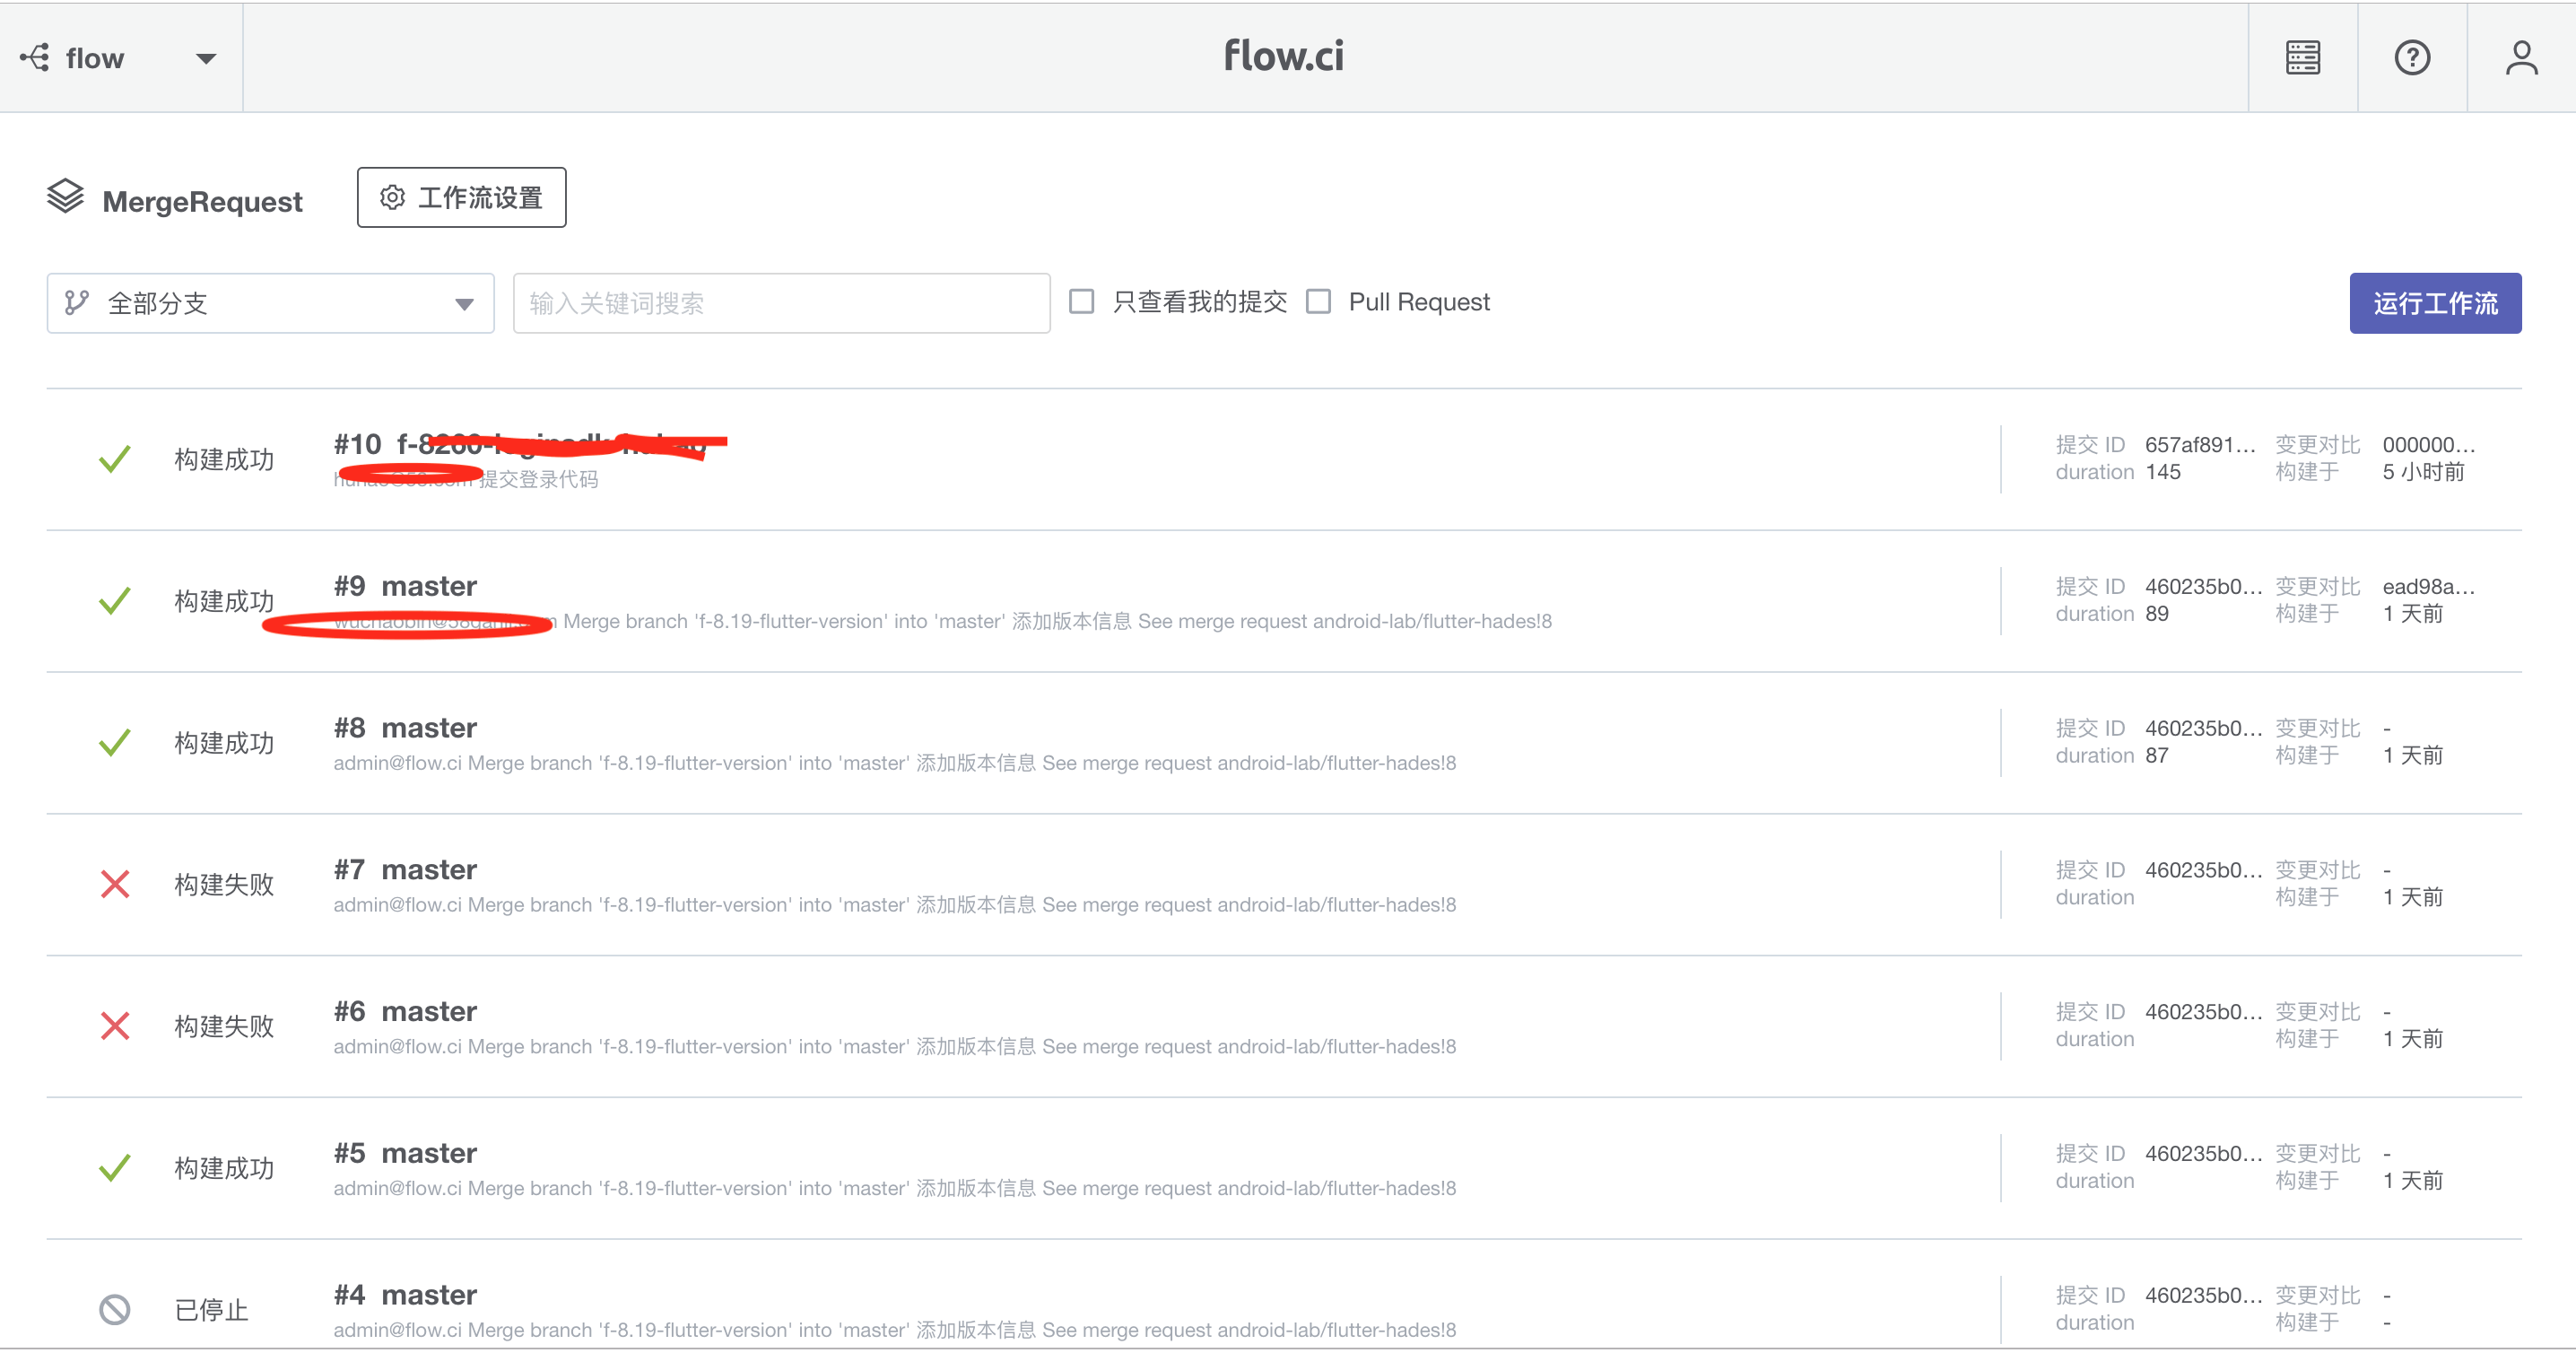 flow
flow.ci
MergeRequest
工作流设置
全部分支
输入关键词搜索
只查看我的提交
Pull Request
运行工作流
构建成功
#10
提交登录代码
提交 ID 657af891... 变更对比 000000...
duration 145 构建于 5 小时前
构建成功
#9 master
Merge branch 'f-8.19-flutter-version' into 'master' 添加版本信息 See merge request android-lab/flutter-hades!8
提交 ID 460235b0... 变更对比 ead98a...
duration 89 构建于 1 天前
构建成功
#8 master
admin@flow.ci Merge branch 'f-8.19-flutter-version' into 'master' 添加版本信息 See merge request android-lab/flutter-hades!8
提交 ID 460235b0... 变更对比 -
duration 87 构建于 1 天前
构建失败
#7 master
admin@flow.ci Merge branch 'f-8.19-flutter-version' into 'master' 添加版本信息 See merge request android-lab/flutter-hades!8
提交 ID 460235b0... 变更对比 -
duration 构建于 1 天前
构建失败
#6 master
admin@flow.ci Merge branch 'f-8.19-flutter-version' into 'master' 添加版本信息 See merge request android-lab/flutter-hades!8
提交 ID 460235b0... 变更对比 -
duration 构建于 1 天前
构建成功
#5 master
admin@flow.ci Merge branch 'f-8.19-flutter-version' into 'master' 添加版本信息 See merge request android-lab/flutter-hades!8
提交 ID 460235b0... 变更对比 -
duration 构建于 1 天前
已停止
#4 master
admin@flow.ci Merge branch 'f-8.19-flutter-version' into 'master' 添加版本信息 See merge request android-lab/flutter-hades!8
提交 ID 460235b0... 变更对比 -
duration 构建于 -